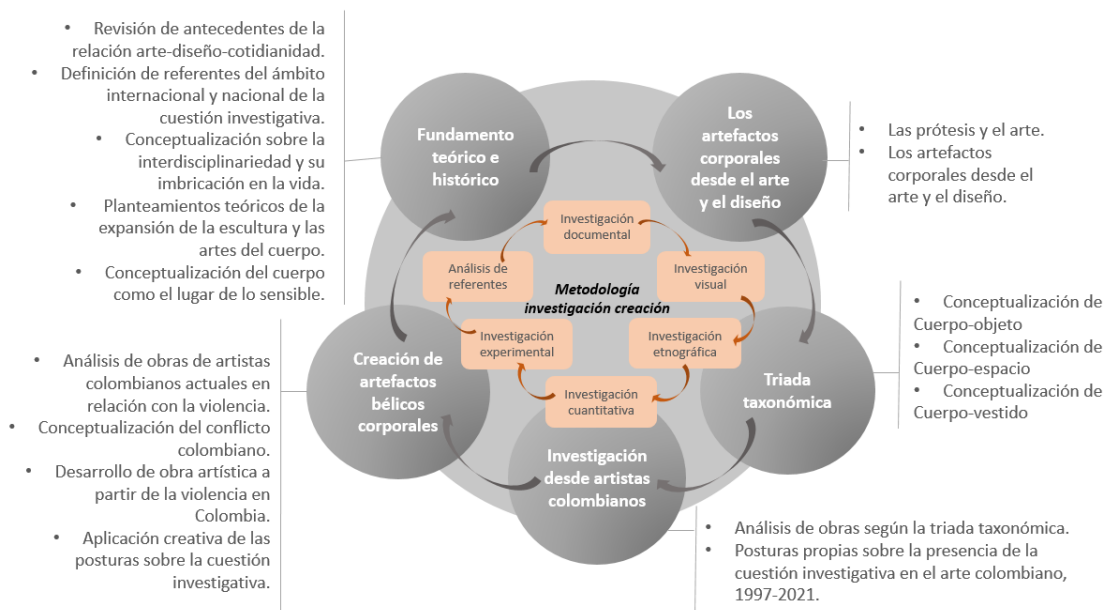 • Revisión de antecedentes de la
relación arte-diseño-cotidianidad.
• Definición de referentes del ámbito
internacional y nacional de la
cuestión investigativa.
• Conceptualización sobre la
interdisciplinariedad y su
imbricación en la vida.
• Planteamientos teóricos de la
expansión de la escultura y las
artes del cuerpo.
• Conceptualización del cuerpo
como el lugar de lo sensible.
Fundamento
teórico e
histórico
Los
artefactos
corporales
desde el arte
y el diseño
• Las prótesis y el arte.
• Los artefactos
corporales desde el
arte y el diseño.
Investigación
documental
Análisis de
referentes
Investigación
visual
Metodología
investigación creación
Investigación
experimental
Investigación
etnográfica
Investigación
cuantitativa
• Conceptualización de
Cuerpo-objeto
• Conceptualización de
Cuerpo-espacio
• Conceptualización de
Cuerpo-vestido
Triada
taxonómica
Creación de
artefactos
bélicos
corporales
• Análisis de obras de artistas
colombianos actuales en
relación con la violencia.
• Conceptualización del conflicto
colombiano.
• Desarrollo de obra artística a
partir de la violencia en
Colombia.
• Aplicación creativa de las
posturas sobre la cuestión
investigativa.
Investigación
desde artistas
colombianos
• Análisis de obras según la triada taxonómica.
• Posturas propias sobre la presencia de la
cuestión investigativa en el arte colombiano,
1997-2021.